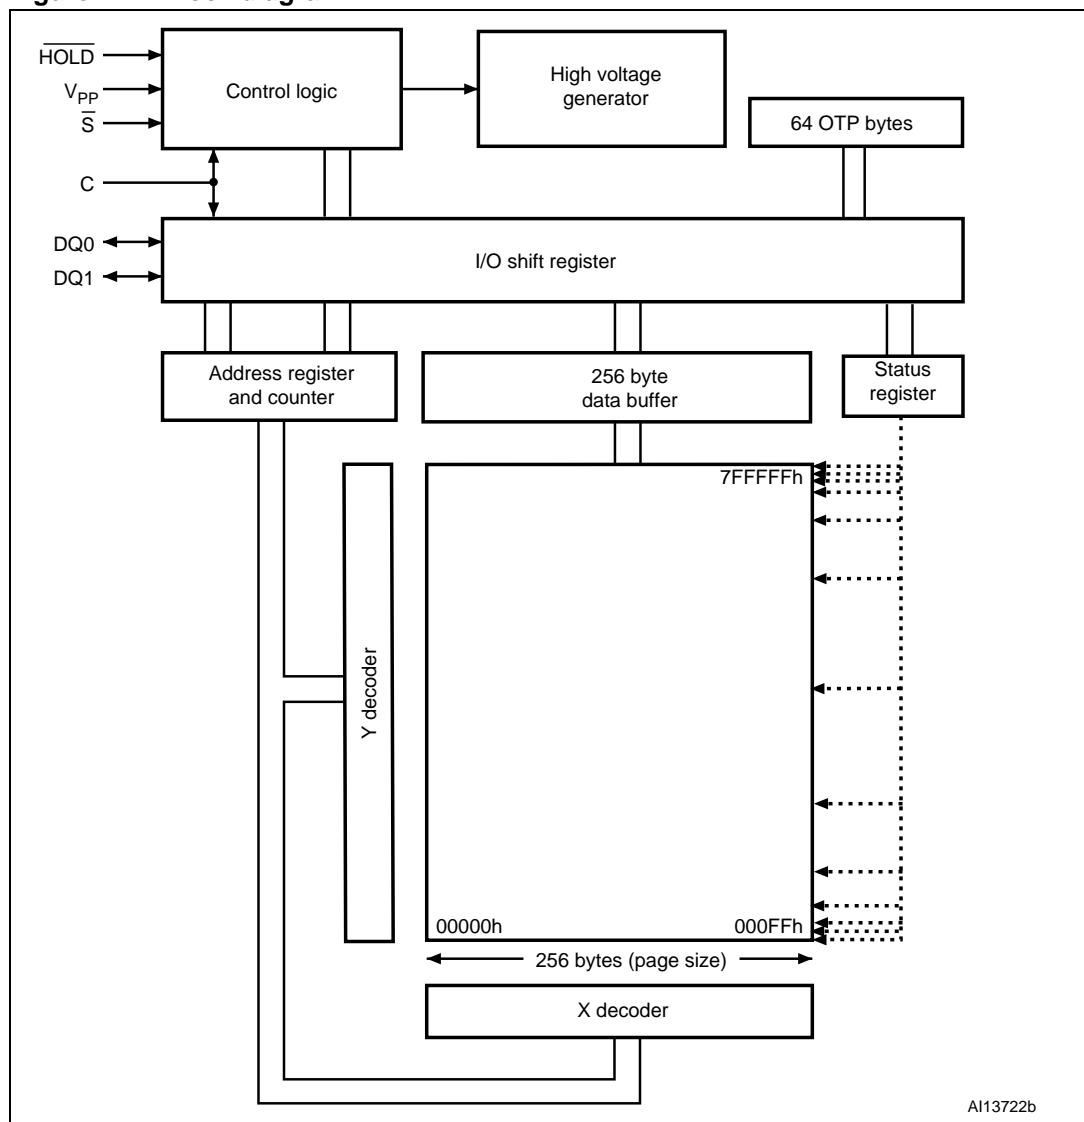 HOLD
VPP
S
C
DQ0
DQ1
Control logic
High voltage
generator
64 OTP bytes
I/O shift register
Address register
and counter
256 byte
data buffer
Status
register
7FFFFFh
Y decoder
00000h
000FFh
256 bytes (page size)
X decoder
AI13722b